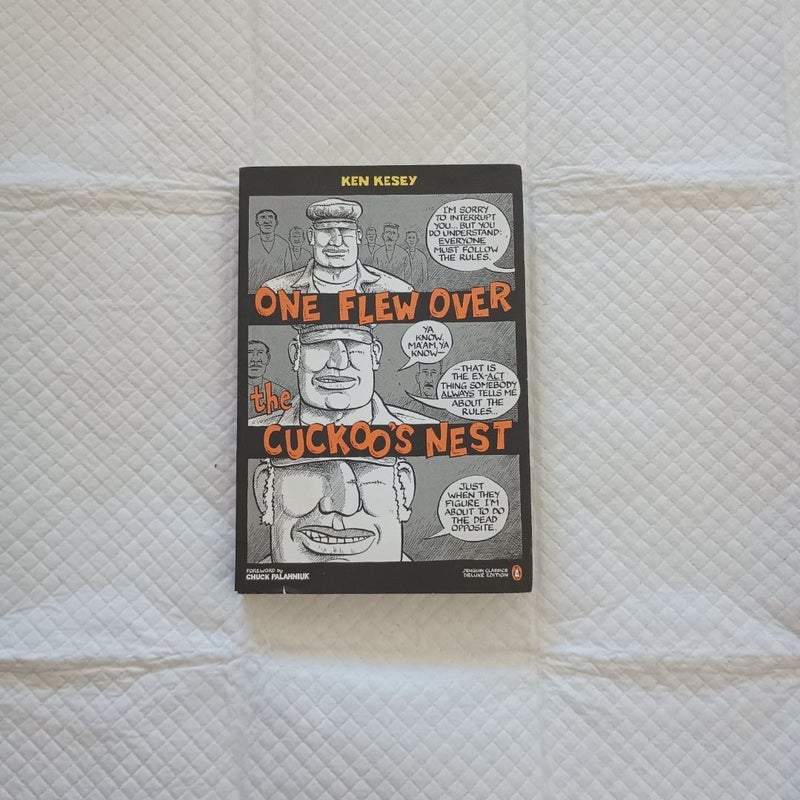 KEN KESEY
I'M SORRY
TO INTERRUPT
YOU... BUT YOU
DO UNDERSTAND:
EVERYONE
MUST FOLLOW
THE RULES.
ONE FLEW OVER
YA
KNOW,
MA'AM, YA
KNOW—
—THAT IS
THE EX-ACT
THING SOMEBODY
ALWAYS TELLS ME
ABOUT THE
RULES...
the
CUCKOO'S NEST
JUST
WHEN THEY
FIGURE I'M
ABOUT TO DO
THE DEAD
OPPOSITE.
FOREWORD by
CHUCK PALAHNIUK
PENGUIN CLASSICS
DELUXE EDITION